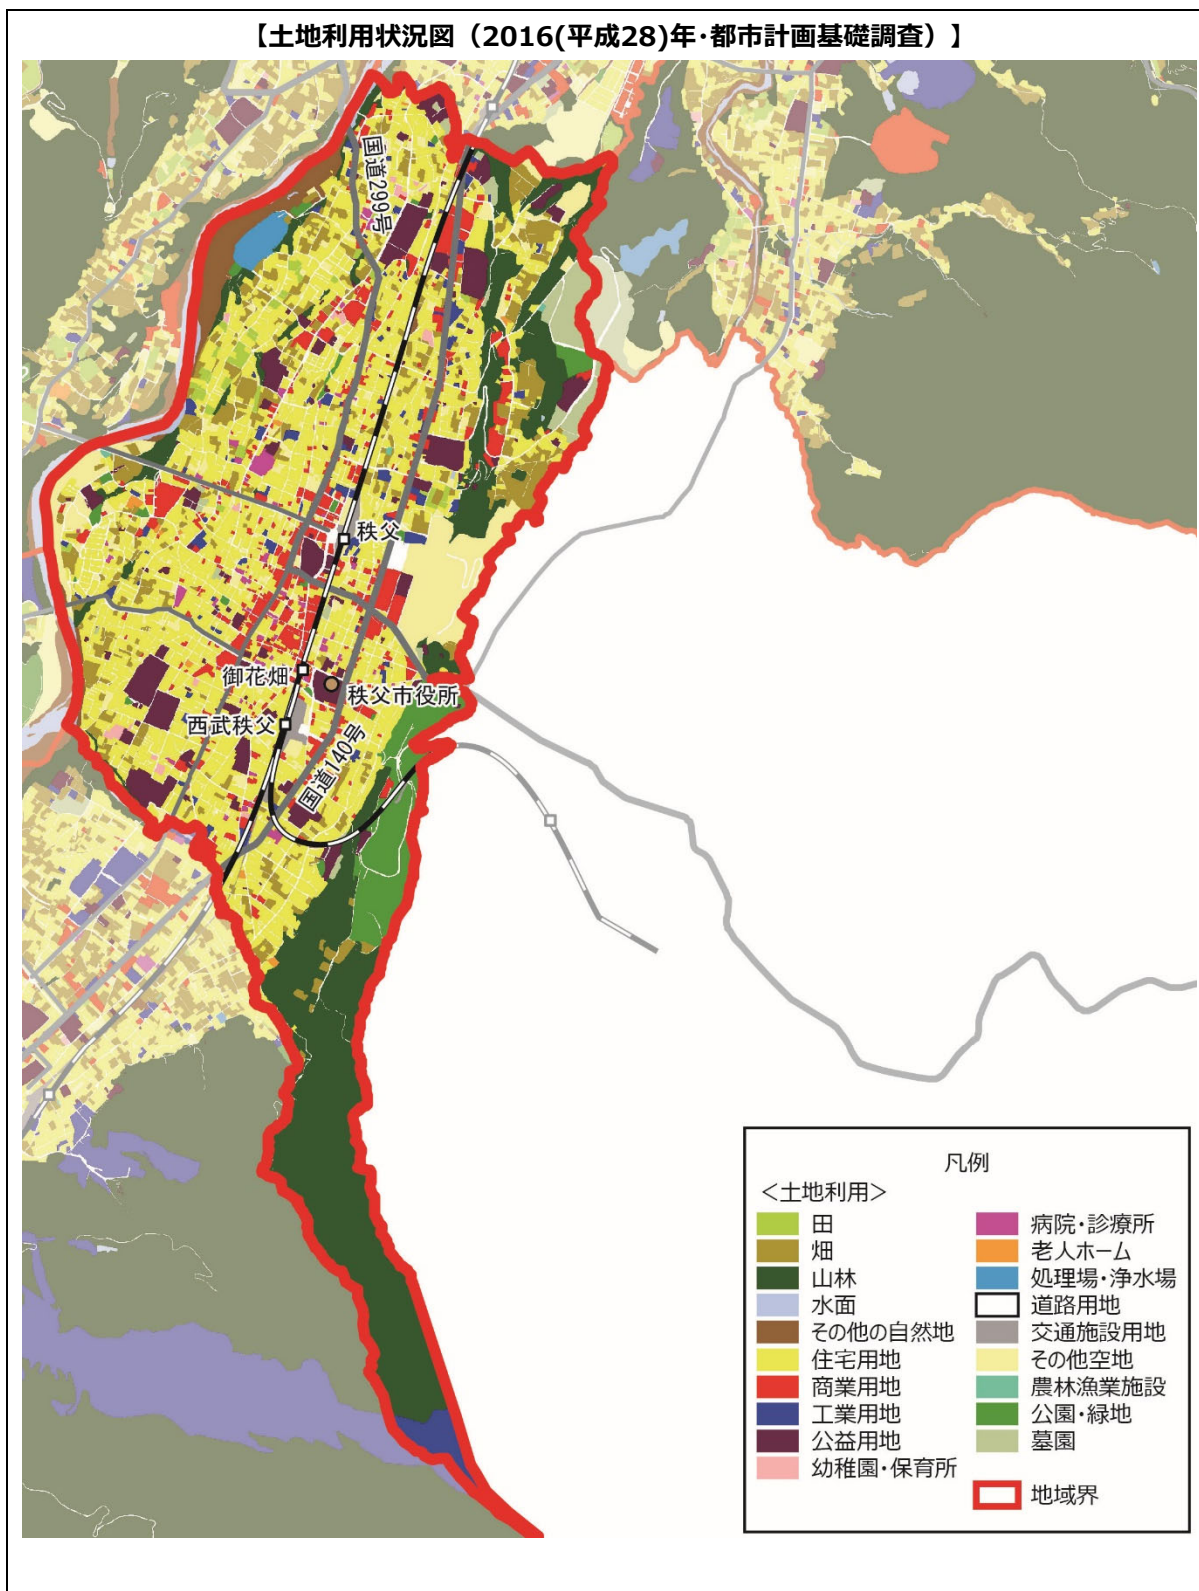 【土地利用状況図（2016(平成28)年・都市計画基礎調査）】
国道299号
秩父
御花畑
秩父市役所
西武秩父
国道140号
凡例
＜土地利用＞
田
畑
山林
水面
その他の自然地
住宅用地
商業用地
工業用地
公益用地
幼稚園・保育所
病院・診療所
老人ホーム
処理場・浄水場
道路用地
交通施設用地
その他空地
農林漁業施設
公園・緑地
墓園
地域界